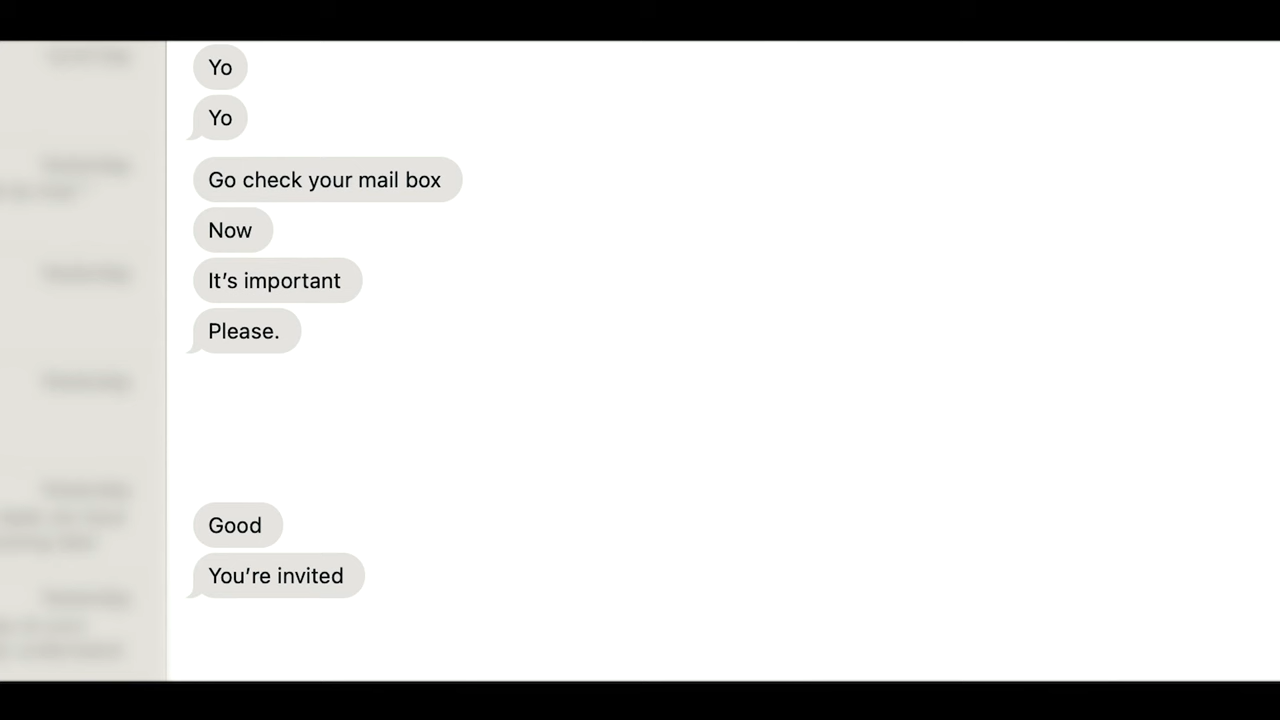 Yo
Yo
Go check your mail box
Now
It’s important
Please.
Good
You’re invited